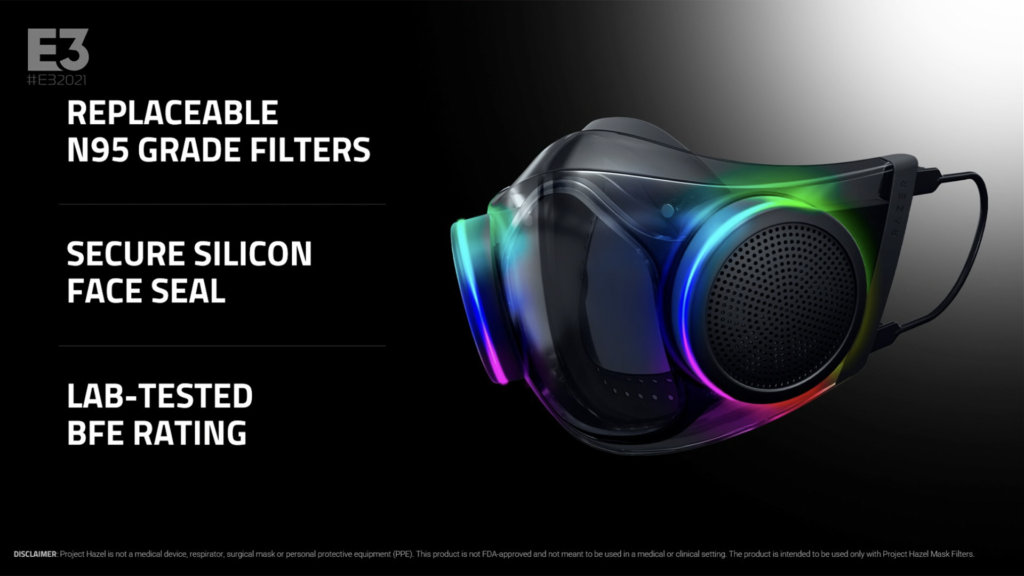 E3
#E32021
REPLACEABLE
N95 GRADE FILTERS
SECURE SILICON
FACE SEAL
LAB-TESTED
BFE RATING
RAZER
DISCLAIMER: Project Hazel is not a medical device, respirator, surgical mask or personal protective equipment (PPE). This product is not FDA-approved and not meant to be used in a medical or clinical setting. The product is intended to be used only with Project Hazel Mask Filters.